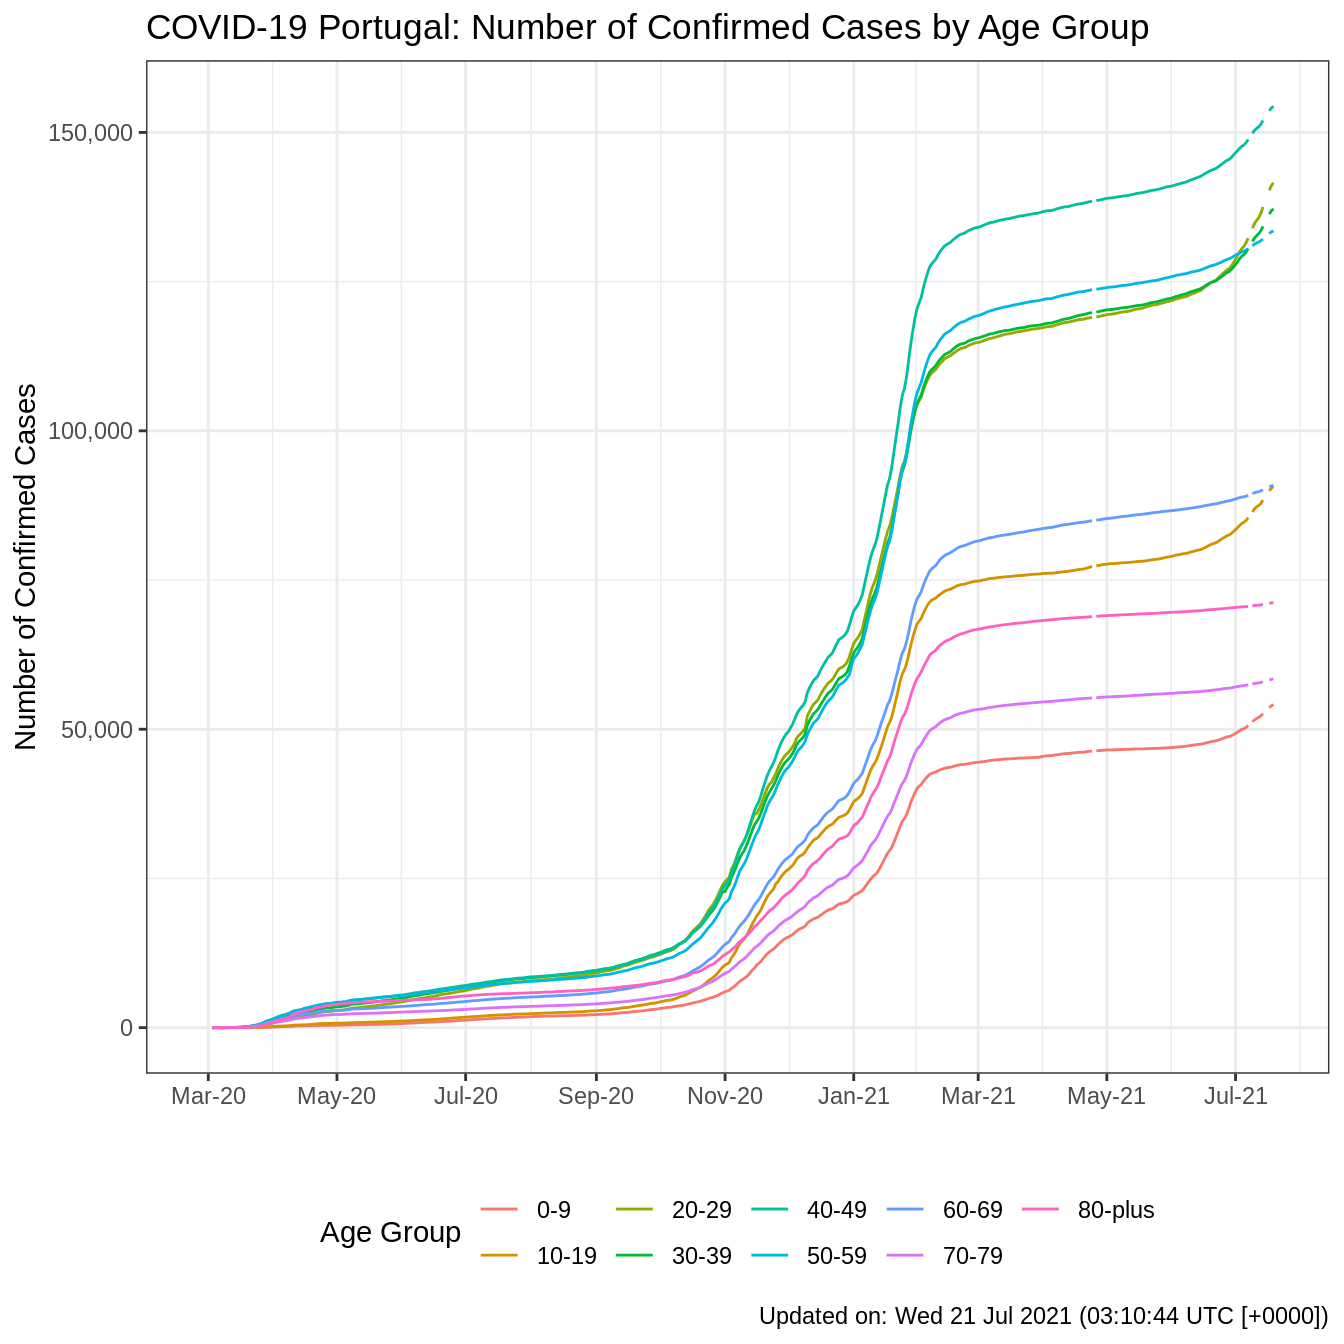 COVID-19 Portugal: Number of Confirmed Cases by Age Group
Number of Confirmed Cases
150,000
100,000
50,000
0
Mar-20 May-20 Jul-20 Sep-20 Nov-20 Jan-21 Mar-21 May-21 Jul-21
Age Group
0-9 20-29 40-49 60-69 80-plus
10-19 30-39 50-59 70-79
Updated on: Wed 21 Jul 2021 (03:10:44 UTC [+0000])